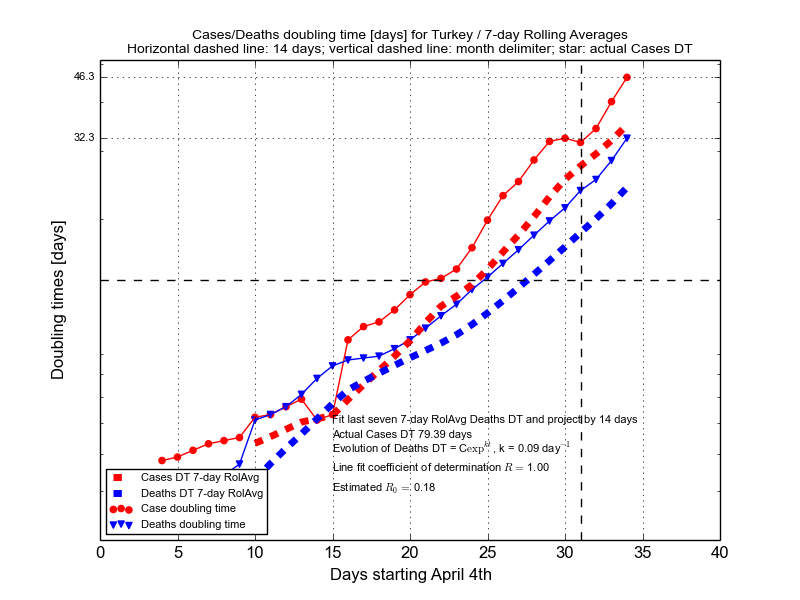 Cases/Deaths doubling time [days] for Turkey / 7-day Rolling Averages
Horizontal dashed line: 14 days; vertical dashed line: month delimiter; star: actual Cases DT
46.3
32.3
Doubling times [days]
Fit last seven 7-day RolAvg Deaths DT and project by 14 days
Actual Cases DT 79.39 days
Evolution of Deaths DT = Cexp^kt, k = 0.09 day^−1
Line fit coefficient of determination R = 1.00
Estimated R_0 = 0.18
Cases DT 7-day RolAvg
Deaths DT 7-day RolAvg
Case doubling time
Deaths doubling time
0 5 10 15 20 25 30 35 40
Days starting April 4th